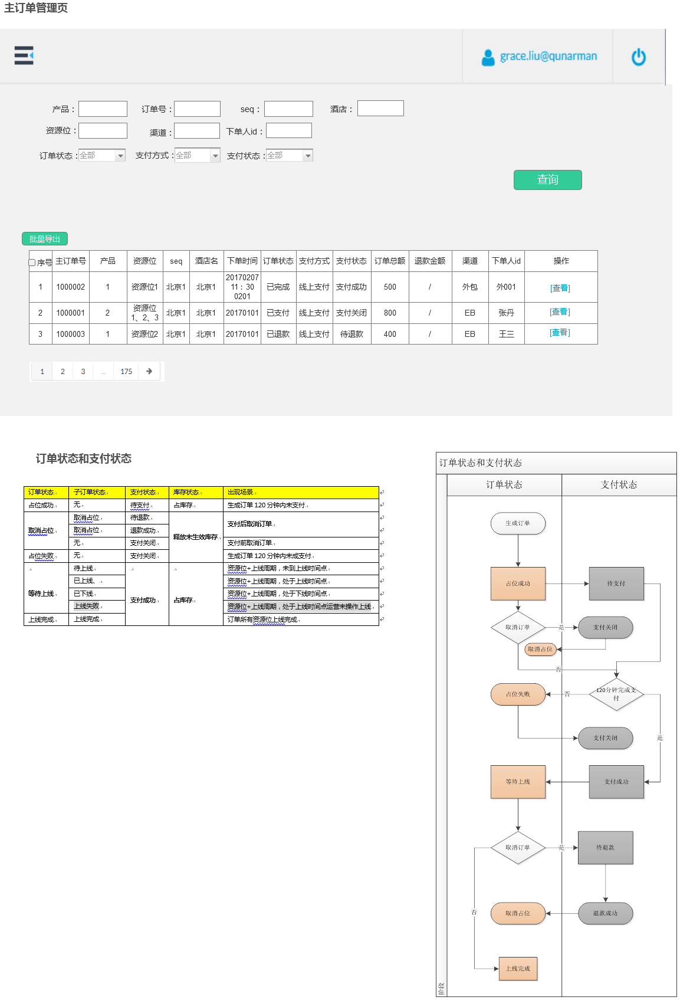 主订单管理页
grace.liu@qunarman
产品： 订单号： seq： 酒店：
资源位： 渠道： 下单人id：
订单状态： 全部 支付方式： 全部 支付状态： 全部
查询
批量导出
序号 主订单号 产品 资源位 seq 酒店名 下单时间 订单状态 支付方式 支付状态 订单总额 退款金额 渠道 下单人id 操作
1 1000002 1 资源位1 北京1 北京1 20170207 11：30 0201 已完成 线上支付 支付成功 500 / 外包 外001 [查看]
2 1000001 2 资源位1、2、3 北京1 北京1 20170101 已支付 线上支付 支付关闭 800 / EB 张丹 [查看]
3 1000003 1 资源位2 北京1 北京1 20170101 已退款 线上支付 待退款 400 / EB 王三 [查看]
1 2 3 ... 175
订单状态和支付状态
订单状态 子订单状态 支付状态 库存状态 出现场景
占位成功 无 待支付 占库存 生成订单 120 分钟内未支付
取消占位 取消占位 待退款 释放未生效库存 支付后取消订单
取消占位 退款成功
无 支付关闭 支付前取消订单
占位失败 无 支付关闭 生成订单 120 分钟内未成支付
等待上线 待上线 支付成功 占库存 资源位+上线周期，未到上线时间点
已上线、 资源位+上线周期，处于上线时间点
已下线 资源位+上线周期，处于下线时间点
上线失败 资源位+上线周期，处于上线时间点运营未操作上线
上线完成 上线完成 订单所有资源位上线完成
订单状态和支付状态
订单状态 支付状态
生成订单
占位成功 待支付
取消订单 是 支付关闭
取消占位
否
占位失败 否 120分钟完成支付
支付关闭 是
等待上线 支付成功
取消订单 是 待退款
否 取消占位 退款成功
上线完成
阶段